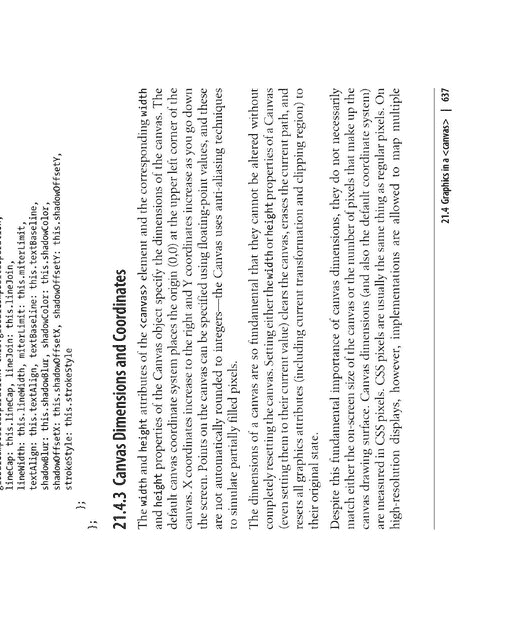 lineCap: this.lineCap, lineJoin: this.lineJoin,
lineWidth: this.lineWidth, miterLimit: this.miterLimit,
textAlign: this.textAlign, textBaseline: this.textBaseline,
shadowBlur: this.shadowBlur, shadowColor: this.shadowColor,
shadowOffsetX: this.shadowOffsetX, shadowOffsetY: this.shadowOffsetY,
strokeStyle: this.strokeStyle
};
};
21.4.3 Canvas Dimensions and Coordinates
The width and height attributes of the <canvas> element and the corresponding width
and height properties of the Canvas object specify the dimensions of the canvas. The
default canvas coordinate system places the origin (0,0) at the upper left corner of the
canvas. X coordinates increase to the right and Y coordinates increase as you go down
the screen. Points on the canvas can be specified using floating-point values, and these
are not automatically rounded to integers—the Canvas uses anti-aliasing techniques
to simulate partially filled pixels.
The dimensions of a canvas are so fundamental that they cannot be altered without
completely resetting the canvas. Setting either the width or height properties of a Canvas
(even setting them to their current value) clears the canvas, erases the current path, and
resets all graphics attributes (including current transformation and clipping region) to
their original state.
Despite this fundamental importance of canvas dimensions, they do not necessarily
match either the on-screen size of the canvas or the number of pixels that make up the
canvas drawing surface. Canvas dimensions (and also the default coordinate system)
are measured in CSS pixels. CSS pixels are usually the same thing as regular pixels. On
high-resolution displays, however, implementations are allowed to map multiple
21.4 Graphics in a <canvas> | 637